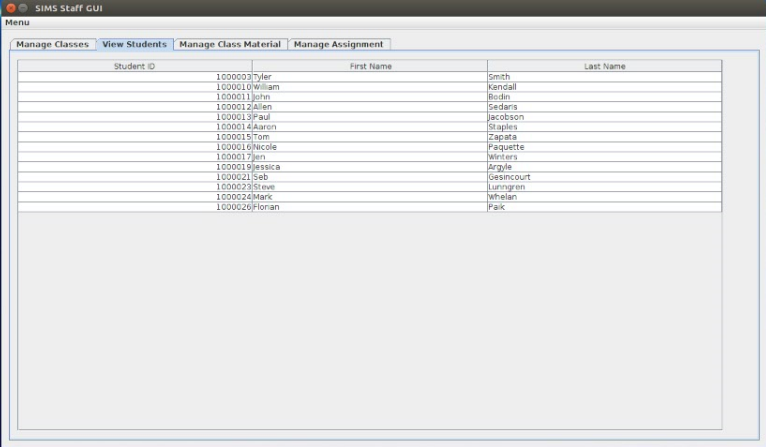 SIMS Staff GUI
Menu
Manage Classes View Students Manage Class Material Manage Assignment
Student ID First Name Last Name
1000003 Tyler Smith
1000010 William Kendall
1000011 John Bodin
1000012 Allen Sedaris
1000013 Paul Jacobson
1000014 Aaron Staples
1000015 Tom Zapata
1000016 Nicole Paquette
1000017 Jen Winters
1000019 Jessica Argyle
1000021 Seb Gesincourt
1000023 Steve Lunngren
1000024 Mark Whelan
1000026 Florian Paik